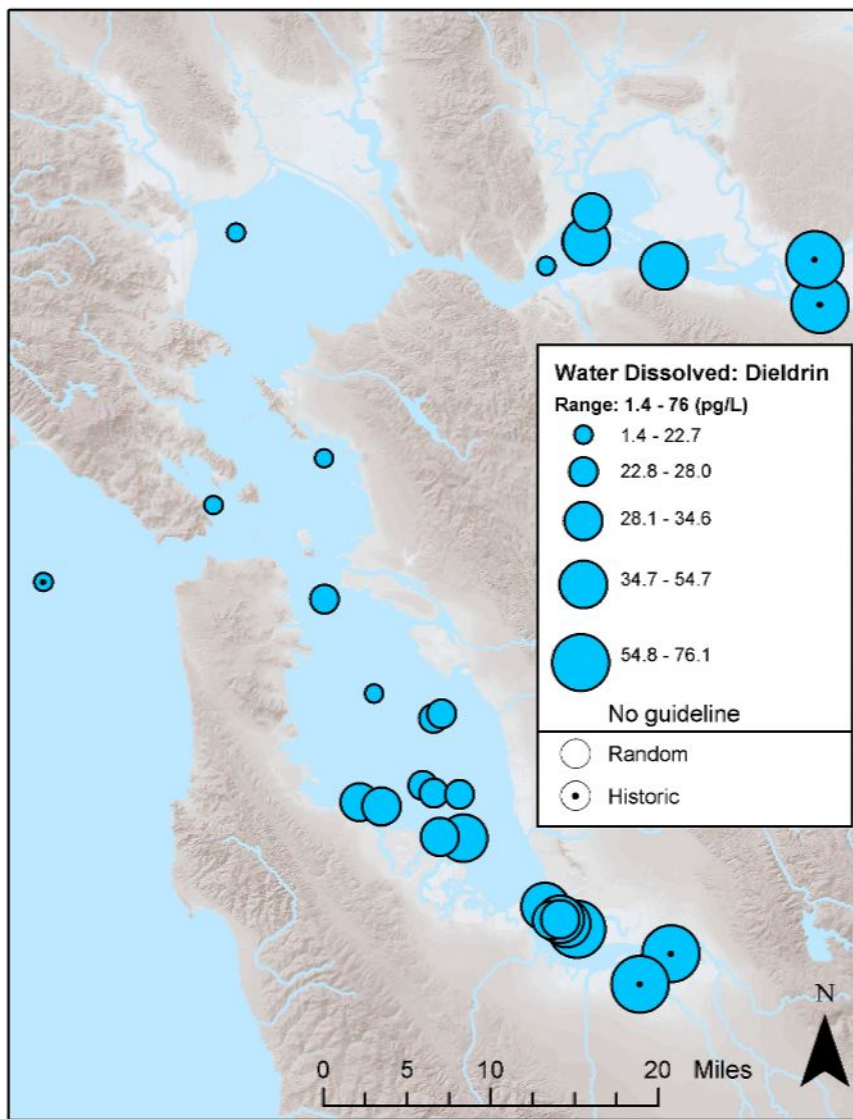 Water Dissolved: Dieldrin
Range: 1.4 - 76 (pg/L)
1.4 - 22.7
22.8 - 28.0
28.1 - 34.6
34.7 - 54.7
54.8 - 76.1
No guideline
Random
Historic
N
0 5 10 20 Miles